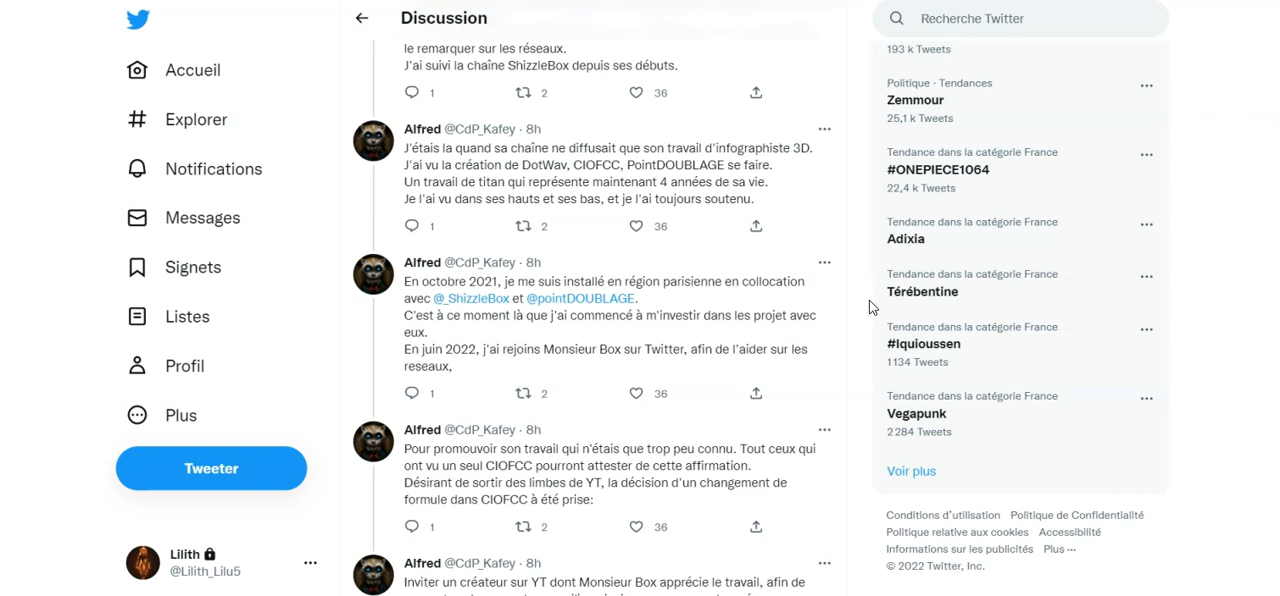 Accueil
Explorer
Notifications
Messages
Signets
Listes
Profil
Plus
Tweeter
Lilith
@Lilith_Lilu5
Discussion
le remarquer sur les réseaux.
J'ai suivi la chaîne ShizzleBox depuis ses débuts.
1 2 36
Alfred @CdP_Kafey · 8h
J'étais la quand sa chaîne ne diffusait que son travail d'infographiste 3D.
J'ai vu la création de DotWav, CIOFCC, PointDOUBLAGE se faire.
Un travail de titan qui représente maintenant 4 années de sa vie.
Je l'ai vu dans ses hauts et ses bas, et je l'ai toujours soutenu.
1 2 36
Alfred @CdP_Kafey · 8h
En octobre 2021, je me suis installé en région parisienne en collocation
avec @_ShizzleBox et @pointDOUBLAGE.
C'est à ce moment là que j'ai commencé à m'investir dans les projet avec
eux.
En juin 2022, j'ai rejoins Monsieur Box sur Twitter, afin de l'aider sur les
reseaux,
1 2 36
Alfred @CdP_Kafey · 8h
Pour promouvoir son travail qui n'étais que trop peu connu. Tout ceux qui
ont vu un seul CIOFCC pourront attester de cette affirmation.
Désirant de sortir des limbes de YT, la décision d'un changement de
formule dans CIOFCC à été prise:
1 2 36
Alfred @CdP_Kafey · 8h
Inviter un créateur sur YT dont Monsieur Box apprécie le travail, afin de
Recherche Twitter
193 k Tweets
Politique · Tendances
Zemmour
25,1 k Tweets
Tendance dans la catégorie France
#ONEPIECE1064
22,4 k Tweets
Tendance dans la catégorie France
Adixia
Tendance dans la catégorie France
Térébentine
Tendance dans la catégorie France
#Iquioussen
1 134 Tweets
Tendance dans la catégorie France
Vegapunk
2 284 Tweets
Voir plus
Conditions d'utilisation Politique de Confidentialité
Politique relative aux cookies Accessibilité
Informations sur les publicités Plus ···
© 2022 Twitter, Inc.